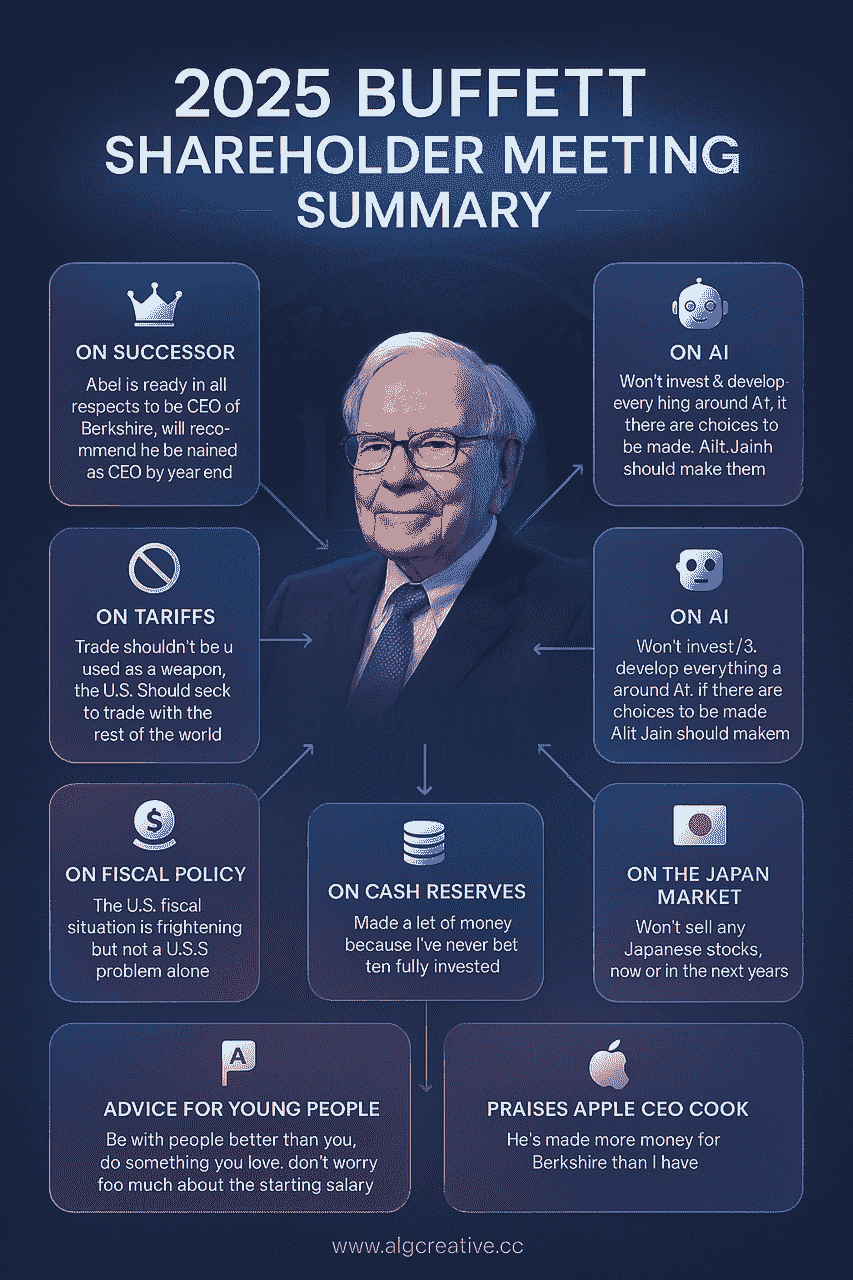 2025 BUFFETT
SHAREHOLDER MEETING
SUMMARY
ON SUCCESSOR
Abel is ready in all
respects to be CEO of
Berkshire, will reco-
mmend he be nained
as CEO by year end
ON AI
Won't invest & develop-
every hing around At, it
there are choices to
be made. Ailt.Jainh
should make them
ON TARIFFS
Trade shouldn't be u
used as a weapon,
the U.S. Should seck
to trade with the
rest of the world
ON AI
Won't invest/3.
develop everything a
around At. if there are
choices to be made
Alit Jain should makem
$
ON FISCAL POLICY
The U.S. fiscal
situation is frightening
but not a U.S.S
problem alone
ON CASH RESERVES
Made a let of money
because I've never bet
ten fully invested
ON THE JAPAN
MARKET
Won't sell any
Japanese stocks,
now or in the next years
A
ADVICE FOR YOUNG PEOPLE
Be with people better than you,
do something you love. don't worry
foo much about the starting salary
PRAISES APPLE CEO COOK
He's made more money for
Berkshire than I have
www.algcreative.cc